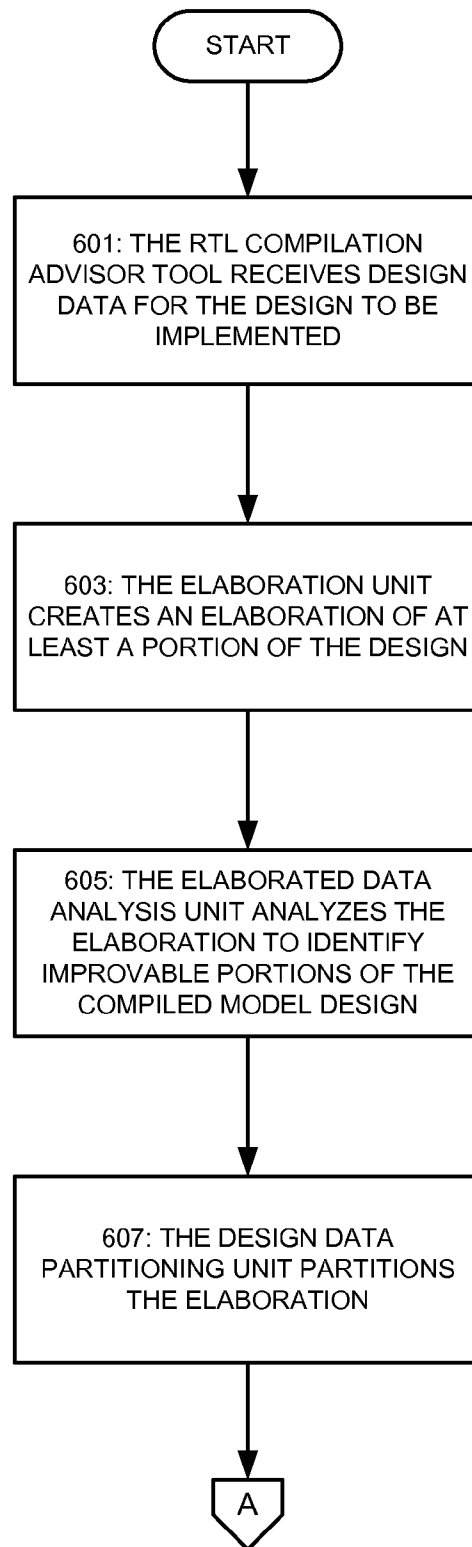 START
601: THE RTL COMPILATION
ADVISOR TOOL RECEIVES DESIGN
DATA FOR THE DESIGN TO BE
IMPLEMENTED
603: THE ELABORATION UNIT
CREATES AN ELABORATION OF AT
LEAST A PORTION OF THE DESIGN
605: THE ELABORATED DATA
ANALYSIS UNIT ANALYZES THE
ELABORATION TO IDENTIFY
IMPROVABLE PORTIONS OF THE
COMPILED MODEL DESIGN
607: THE DESIGN DATA
PARTITIONING UNIT PARTITIONS
THE ELABORATION
A